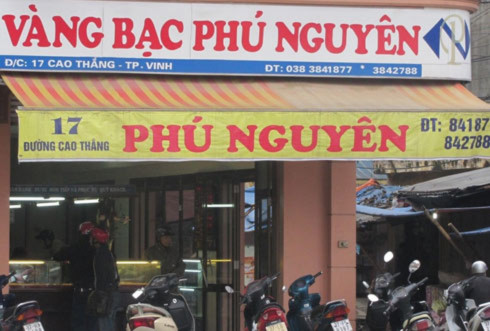 VÀNG BẠC PHÚ NGUYÊN
Đ/C: 17 CAO THẮNG - TP. VINH ĐT: 038 3841877 * 3842788
17
ĐƯỜNG CAO THẮNG
PHÚ NGUYÊN
ĐT: 84187
842788